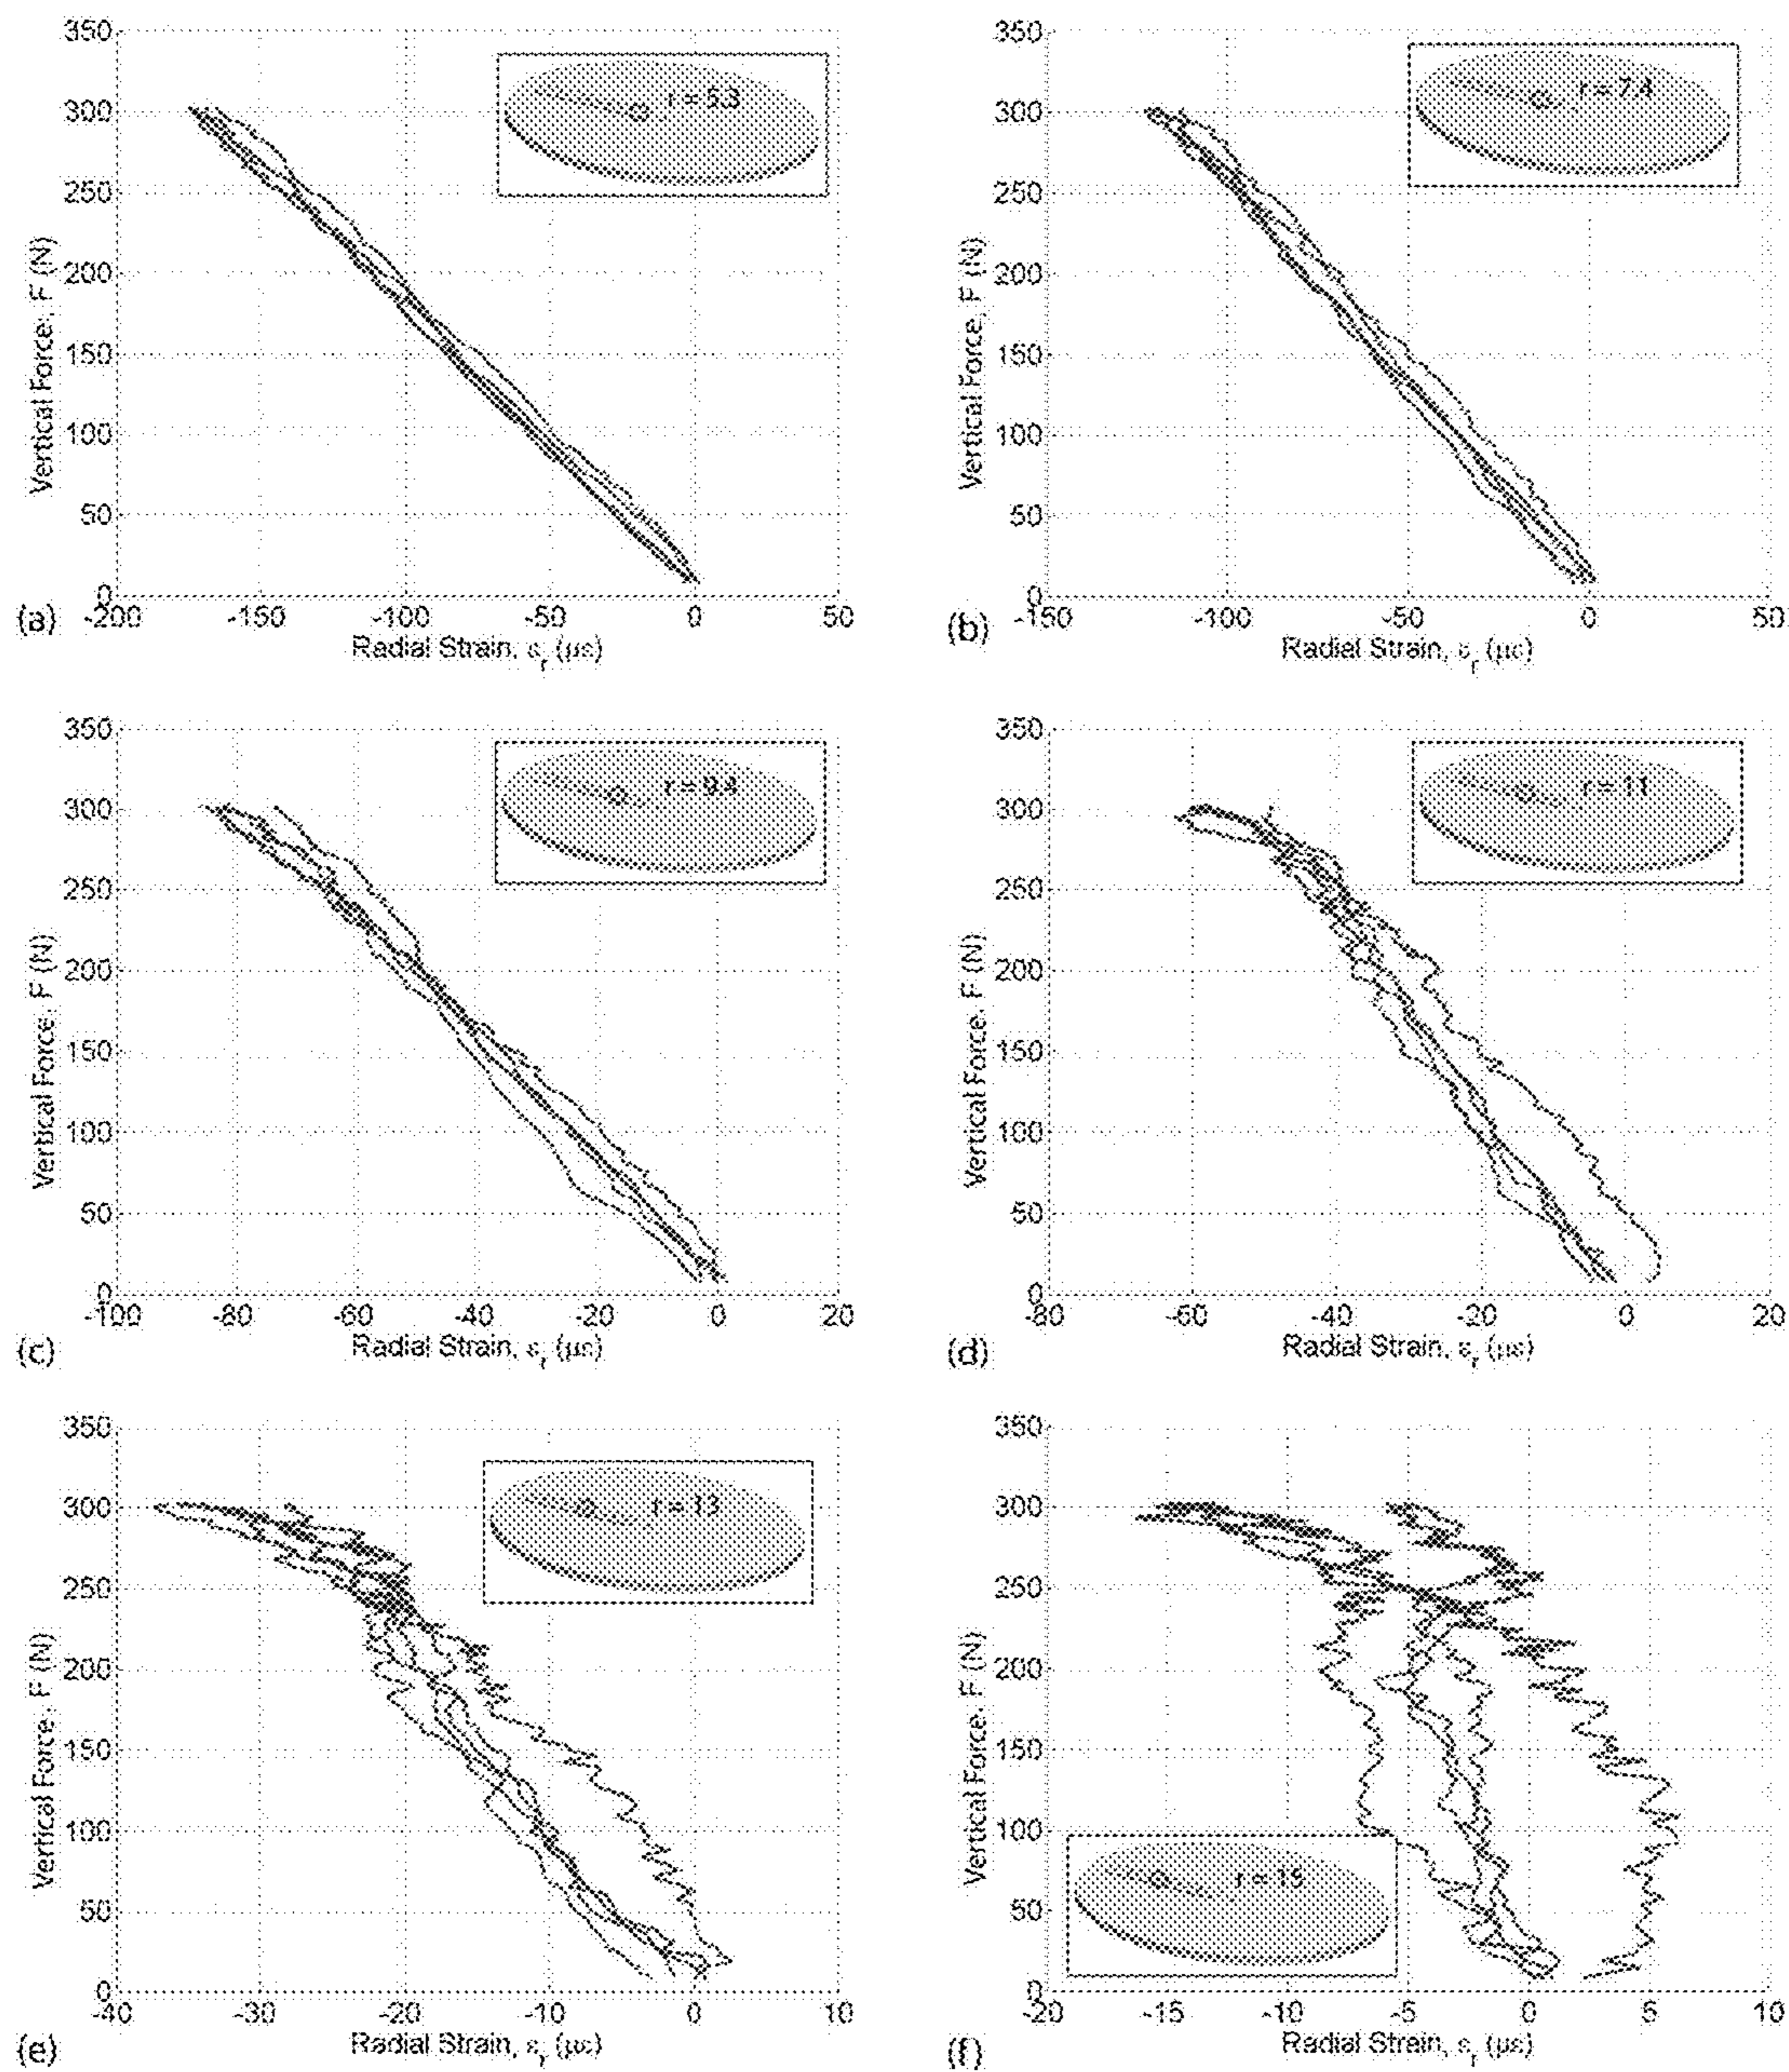 350
300
250
200
150
100
50
0
Vertical Force, F (N)
r = 5.3
-200 -150 -100 -50 0 50
(a)
Radial Strain, εr (με)
350
300
250
200
150
100
50
0
Vertical Force, F (N)
r = 7.4
-150 -100 -50 0 50
(b)
Radial Strain, εr (με)
350
300
250
200
150
100
50
0
Vertical Force, F (N)
r = 9.4
-100 -80 -60 -40 -20 0 20
(c)
Radial Strain, εr (με)
350
300
250
200
150
100
50
0
Vertical Force, F (N)
r = 11
-80 -60 -40 -20 0 20
(d)
Radial Strain, εr (με)
350
300
250
200
150
100
50
0
Vertical Force, F (N)
r = 13
-40 -30 -20 -10 0 10
(e)
Radial Strain, εr (με)
350
300
250
200
150
100
50
0
Vertical Force, F (N)
r = 15
-20 -15 -10 -5 0 5 10
(f)
Radial Strain, εr (με)